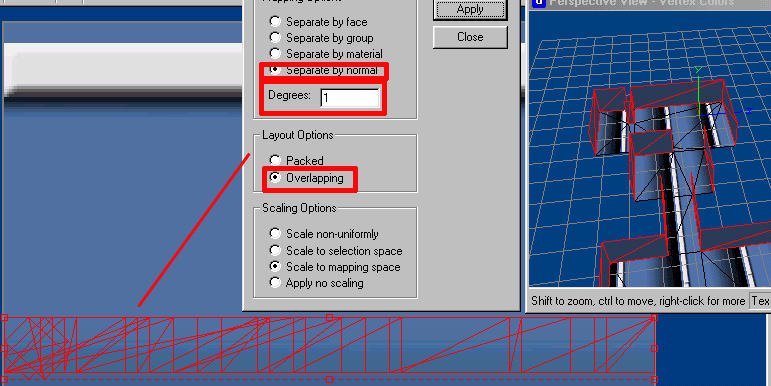 Mapping Options
Apply
Separate by face
Separate by group
Close
Separate by material
Separate by normal
Degrees: 1
Layout Options
Packed
Overlapping
Scaling Options
Scale non-uniformly
Scale to selection space
Scale to mapping space
Apply no scaling
Perspective View - Vertex Colors
Y
Shift to zoom, ctrl to move, right-click for more
Tex